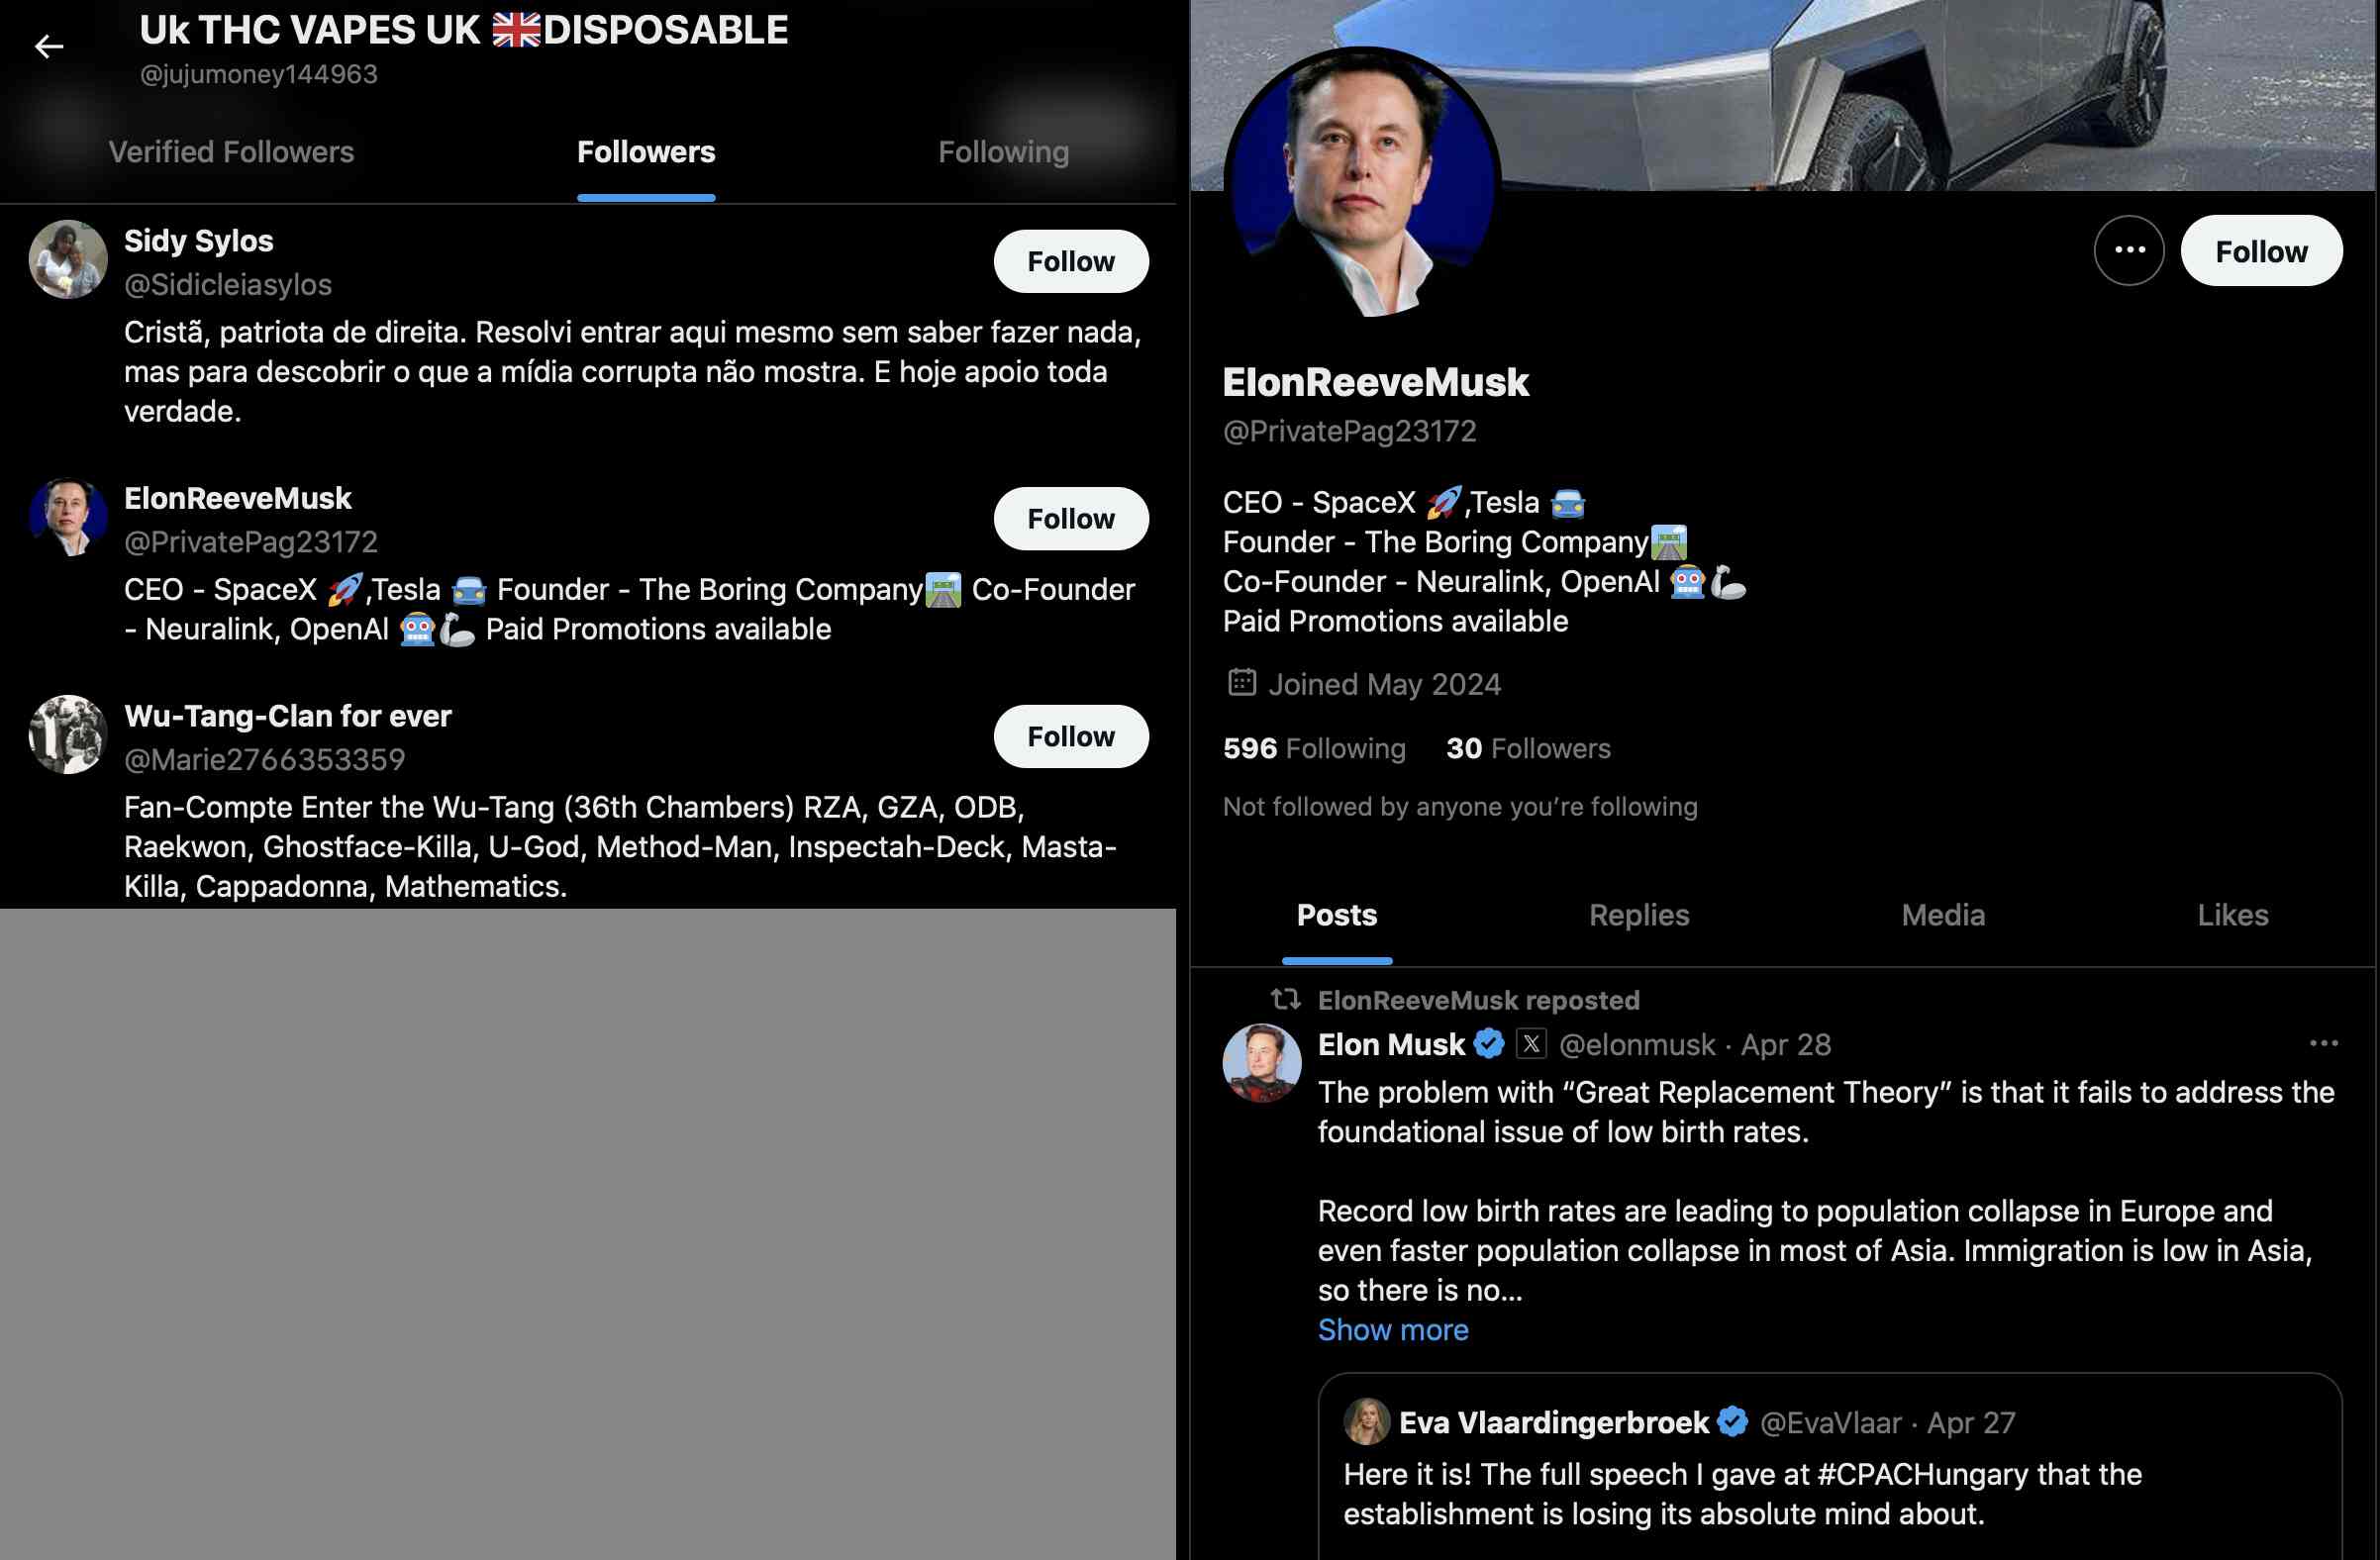 Uk THC VAPES UK 🇬🇧DISPOSABLE
@jujumoney144963
Verified Followers
Followers
Following
Sidy Sylos
@Sidicleiasylos
Follow
Cristã, patriota de direita. Resolvi entrar aqui mesmo sem saber fazer nada,
mas para descobrir o que a mídia corrupta não mostra. E hoje apoio toda
verdade.
ElonReeveMusk
@PrivatePag23172
Follow
CEO - SpaceX 🚀,Tesla 🚘 Founder - The Boring Company🛣️ Co-Founder
- Neuralink, OpenAl 🤖🦾 Paid Promotions available
Wu-Tang-Clan for ever
@Marie2766353359
Follow
Fan-Compte Enter the Wu-Tang (36th Chambers) RZA, GZA, ODB,
Raekwon, Ghostface-Killa, U-God, Method-Man, Inspectah-Deck, Masta-
Killa, Cappadonna, Mathematics.
Follow
ElonReeveMusk
@PrivatePag23172
CEO - SpaceX 🚀,Tesla 🚘
Founder - The Boring Company🛣️
Co-Founder - Neuralink, OpenAl 🤖🦾
Paid Promotions available
Joined May 2024
596 Following 30 Followers
Not followed by anyone you’re following
Posts
Replies
Media
Likes
ElonReeveMusk reposted
Elon Musk X @elonmusk · Apr 28
The problem with “Great Replacement Theory” is that it fails to address the
foundational issue of low birth rates.
Record low birth rates are leading to population collapse in Europe and
even faster population collapse in most of Asia. Immigration is low in Asia,
so there is no...
Show more
Eva Vlaardingerbroek @EvaVlaar · Apr 27
Here it is! The full speech I gave at #CPACHungary that the
establishment is losing its absolute mind about.